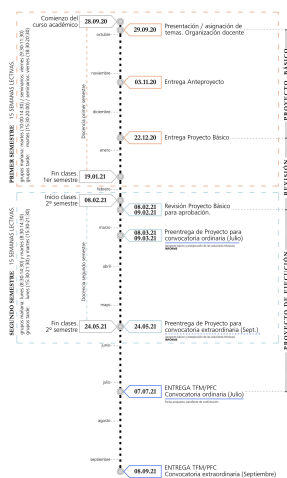 Comienzo del
curso académico
28.09.20
29.09.20
Presentación / asignación de
temas. Organización docente
octubre
noviembre
03.11.20
Entrega Anteproyecto
diciembre
22.12.20
Entrega Proyecto Básico
enero
Fin clases.
1er semestre
19.01.21
febrero
Inicio clases
2º semestre
08.02.21
08.02.21
09.02.21
Revisión Proyecto Básico
para aprobación.
marzo
08.03.21
09.03.21
Preentrega de Proyecto para
convocatoria ordinaria (Julio)
INFORME
abril
mayo
Fin clases.
2º semestre
24.05.21
24.05.21
Preentrega de Proyecto para
convocatoria extraordinaria (Sept.)
INFORME
junio
julio
07.07.21
ENTREGA TFM/PFC
Convocatoria ordinaria (Julio)
agosto
septiembre
08.09.21
ENTREGA TFM/PFC
Convocatoria extraordinaria (Septiembre)
PRIMER SEMESTRE 15 SEMANAS LECTIVAS.
Docencia primer semestre
SEGUNDO SEMESTRE 15 SEMANAS LECTIVAS.
Docencia segundo semestre
PROYECTO BÁSICO
REVISIÓN
PROYECTO DE EJECUCIÓN